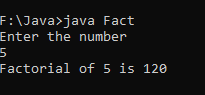 F:\Java>java Fact
Enter the number
5
Factorial of 5 is 120